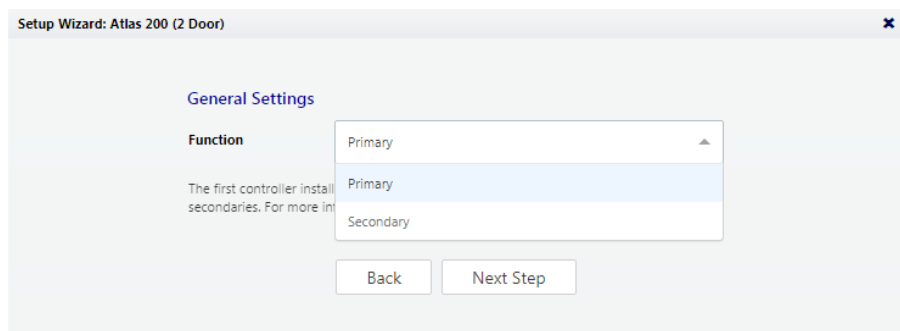 Setup Wizard: Atlas 200 (2 Door)
General Settings
Function
Primary
The first controller install
Primary
secondaries. For more
Secondary
Back
Next Step